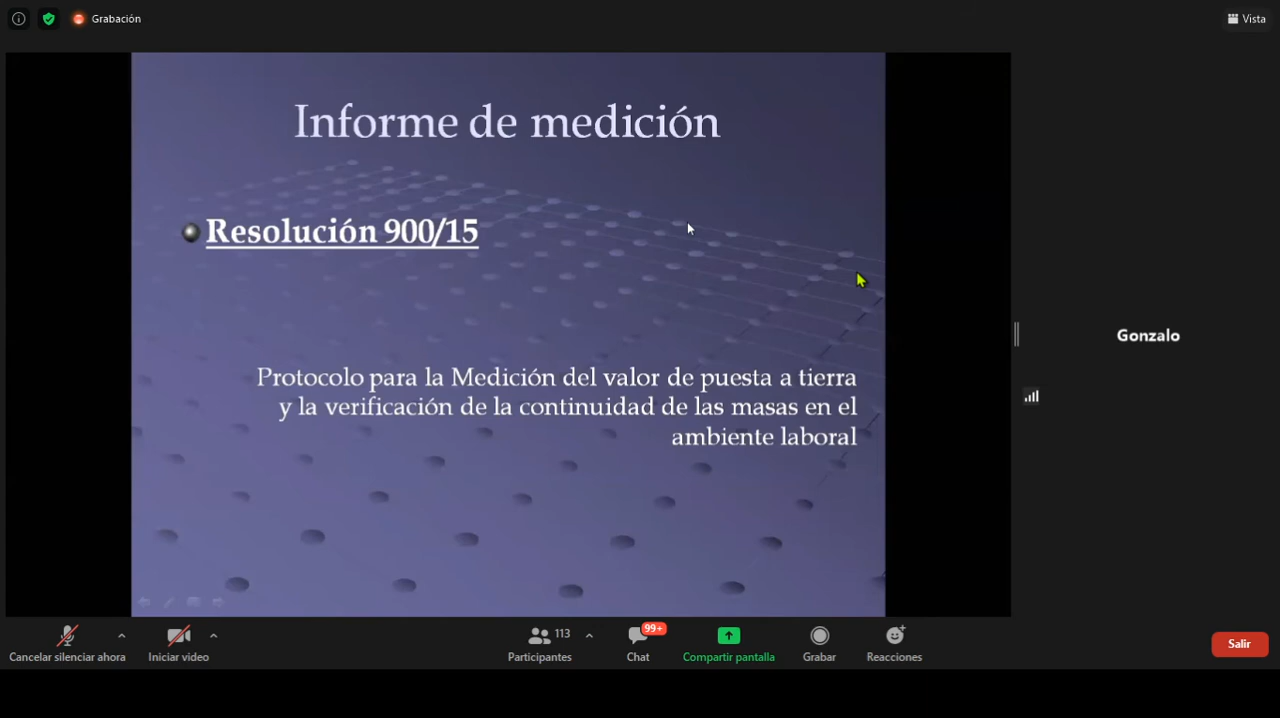 Grabación
Vista
Informe de medición
Resolución 900/15
Protocolo para la Medición del valor de puesta a tierra
y la verificación de la continuidad de las masas en el
ambiente laboral
Gonzalo
Cancelar silenciar ahora
Iniciar video
113
Participantes
99+
Chat
Compartir pantalla
Grabar
Reacciones
Salir